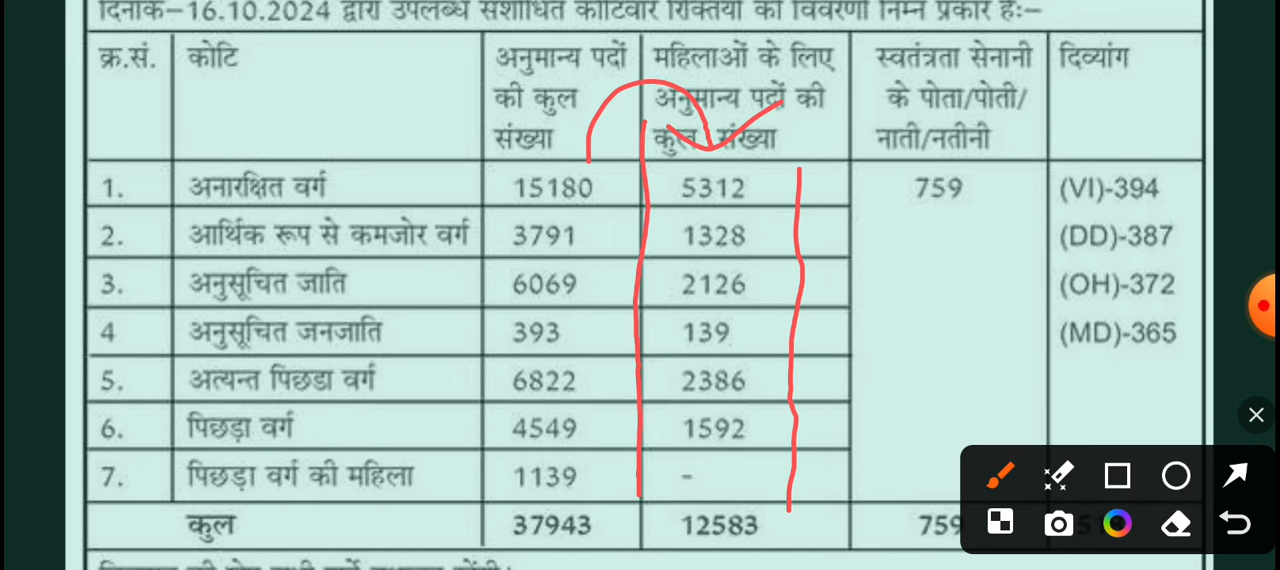 दिनांक–16.10.2024 द्वारा उपलब्ध संशोधित कोटिवार रिक्तियों की विवरणी निम्न प्रकार हैः–
क्र.सं. कोटि अनुमान्य पदों की कुल संख्या महिलाओं के लिए अनुमान्य पदों की कुल संख्या स्वतंत्रता सेनानी के पोता/पोती/ नाती/नतीनी दिव्यांग
1. अनारक्षित वर्ग 15180 5312 759 (VI)-394
2. आर्थिक रूप से कमजोर वर्ग 3791 1328 (DD)-387
3. अनुसूचित जाति 6069 2126 (OH)-372
4 अनुसूचित जनजाति 393 139 (MD)-365
5. अत्यन्त पिछडा वर्ग 6822 2386
6. पिछड़ा वर्ग 4549 1592
7. पिछड़ा वर्ग की महिला 1139 -
कुल 37943 12583 759